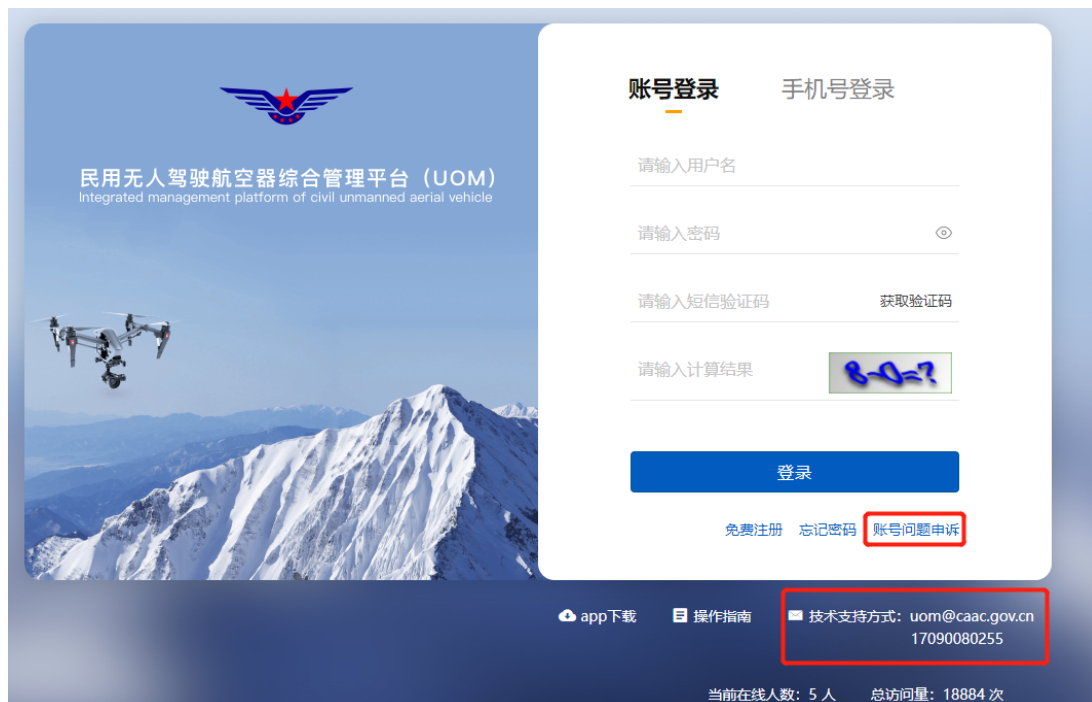 账号登录
手机号登录
民用无人驾驶航空器综合管理平台（UOM）
Integrated management platform of civil unmanned aerial vehicle
请输入用户名
请输入密码
请输入短信验证码
获取验证码
请输入计算结果
8-0=?
登录
免费注册
忘记密码
账号问题申诉
app下载
操作指南
技术支持方式：uom@caac.gov.cn
17090080255
当前在线人数：5 人
总访问量：18884 次